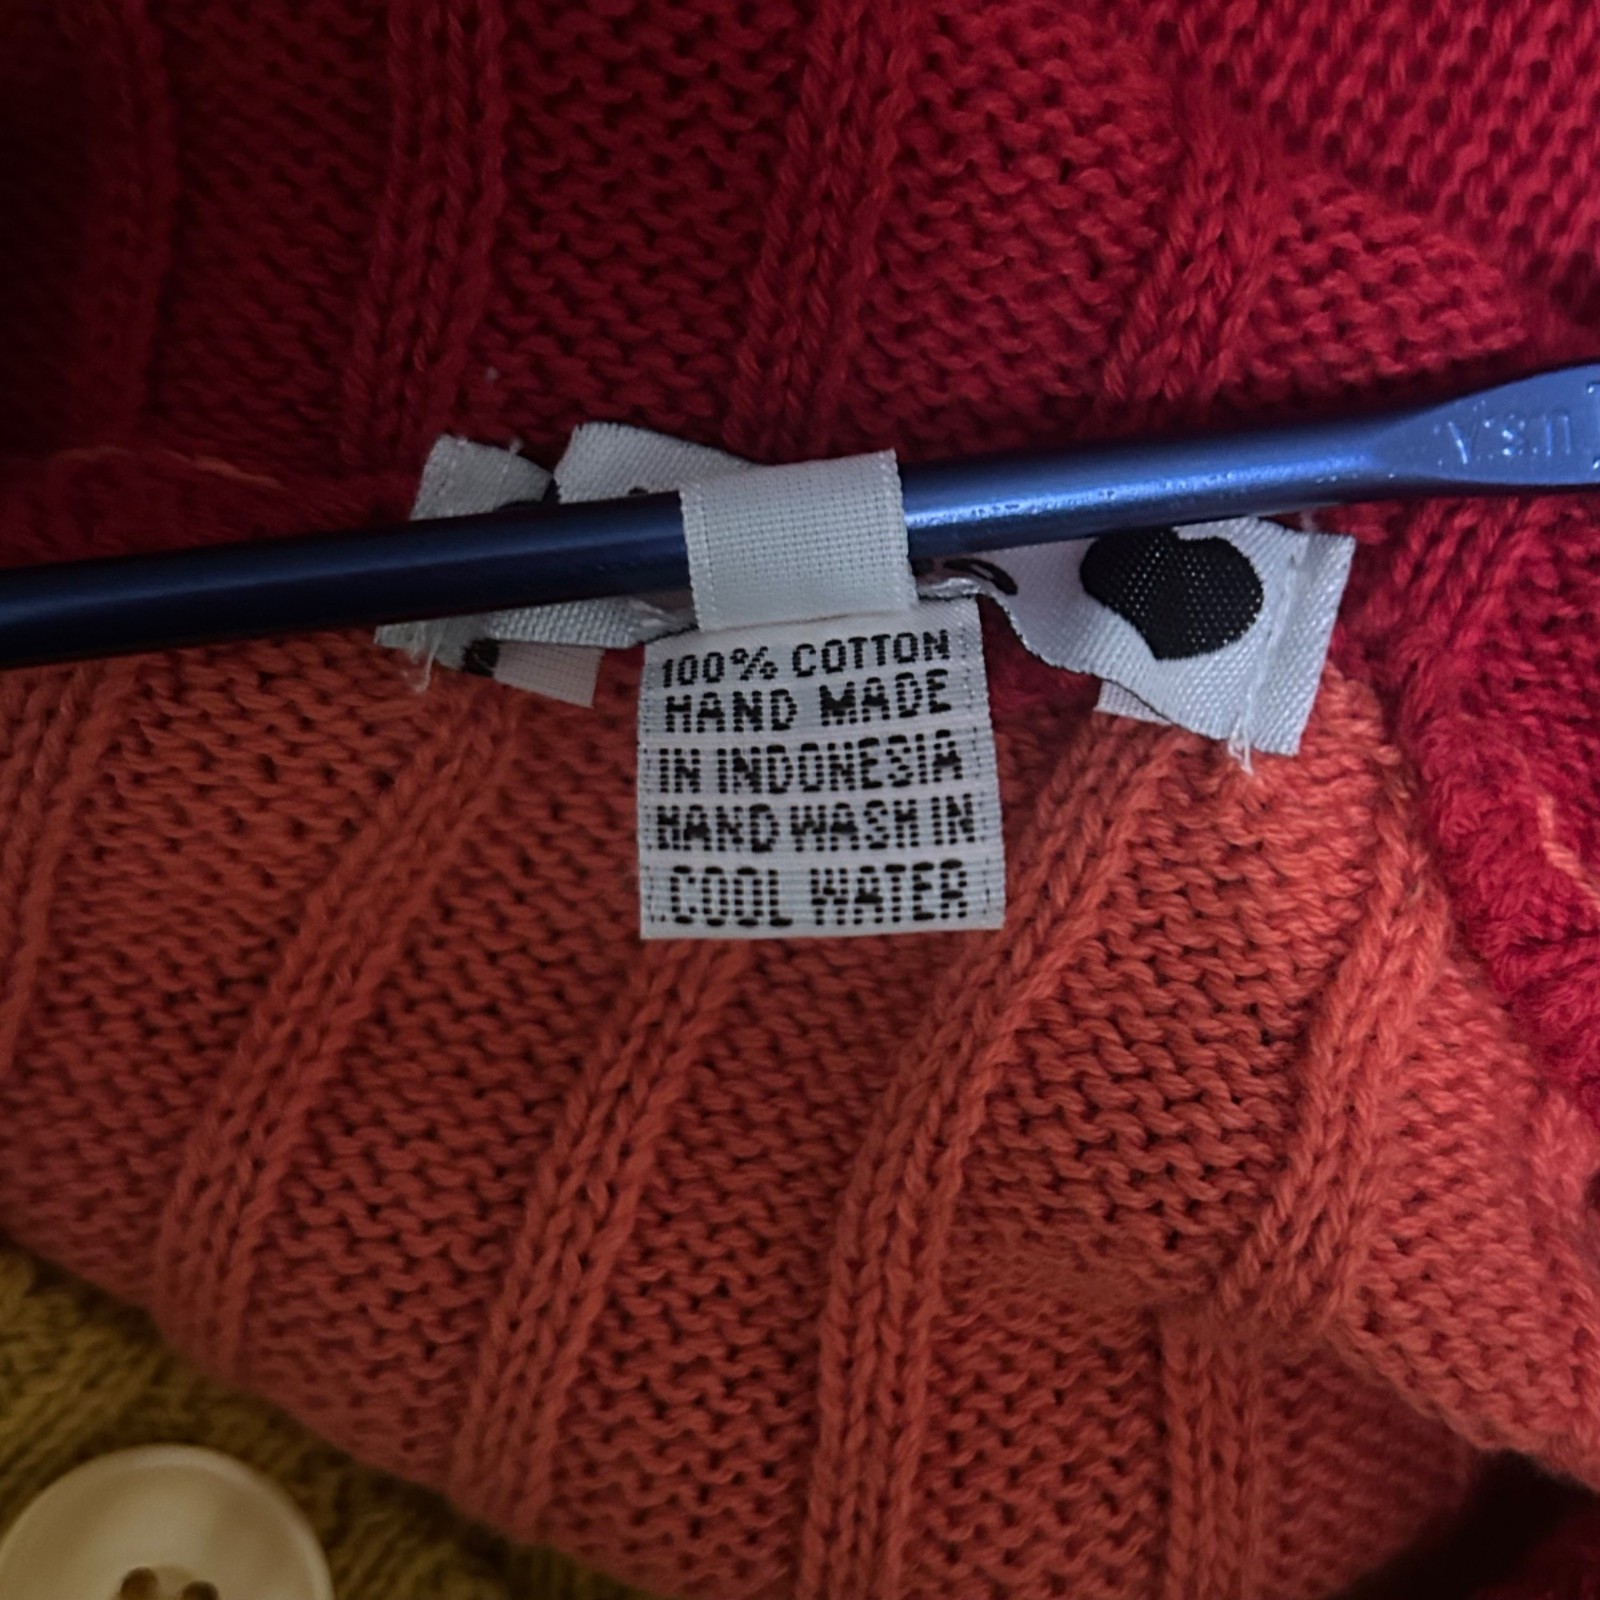 U.S.A.
100% COTTON
HAND MADE
IN INDONESIA
HAND WASH IN
COOL WATER